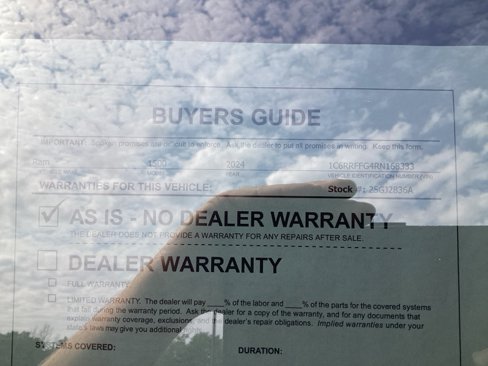 BUYERS GUIDE
IMPORTANT: Spoken promises are difficult to enforce. Ask the dealer to put all promises in writing. Keep this form.
Ram 1500 2024 1C6RRFFG4RN168383
MODEL YEAR VEHICLE IDENTIFICATION NUMBER (VIN)
WARRANTIES FOR THIS VEHICLE: Stock #: 25GJ2836A
AS IS - NO DEALER WARRANTY
THE DEALER DOES NOT PROVIDE A WARRANTY FOR ANY REPAIRS AFTER SALE.
DEALER WARRANTY
FULL WARRANTY.
LIMITED WARRANTY. The dealer will pay ____% of the labor and ____% of the parts for the covered systems
that fail during the warranty period. Ask the dealer for a copy of the warranty, and for any documents that
explain warranty coverage, exclusions, and the dealer's repair obligations. Implied warranties under your
state's laws may give you additional
SYSTEMS COVERED: DURATION: